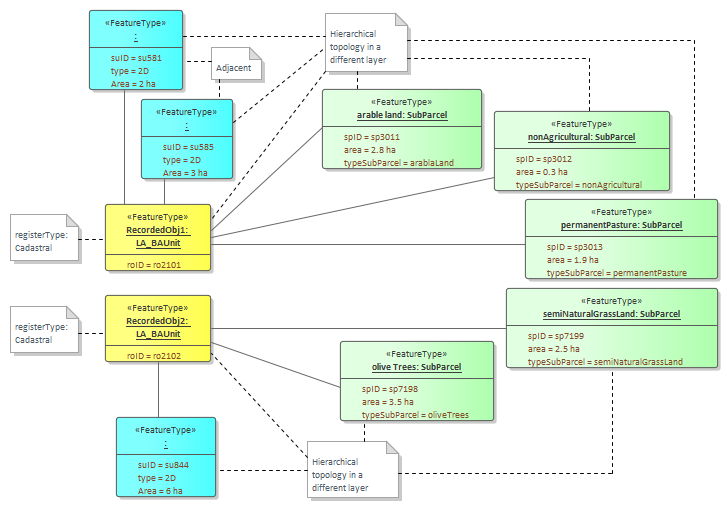 «FeatureType»
:
suID = su581
type = 2D
Area = 2 ha
Adjacent
Hierarchical
topology in a
different layer
«FeatureType»
:
suID = su585
type = 2D
Area = 3 ha
«FeatureType»
arable land: SubParcel
spID = sp3011
area = 2.8 ha
typeSubParcel = arablaLand
«FeatureType»
nonAgricultural: SubParcel
spID = sp3012
area = 0.3 ha
typeSubParcel = nonAgricultural
registerType:
Cadastral
«FeatureType»
RecordedObj1:
LA_BAUnit
roID = ro2101
«FeatureType»
permanentPasture: SubParcel
spID = sp3013
area = 1.9 ha
typeSubParcel = permanentPasture
registerType:
Cadastral
«FeatureType»
RecordedObj2:
LA_BAUnit
roID = ro2102
«FeatureType»
semiNaturalGrassLand: SubParcel
spID = sp7199
area = 2.5 ha
typeSubParcel = semiNaturalGrassLand
«FeatureType»
olive Trees: SubParcel
spID = sp7198
area = 3.5 ha
typeSubParcel = oliveTrees
«FeatureType»
:
suID = su844
type = 2D
Area = 6 ha
Hierarchical
topology in a
different layer